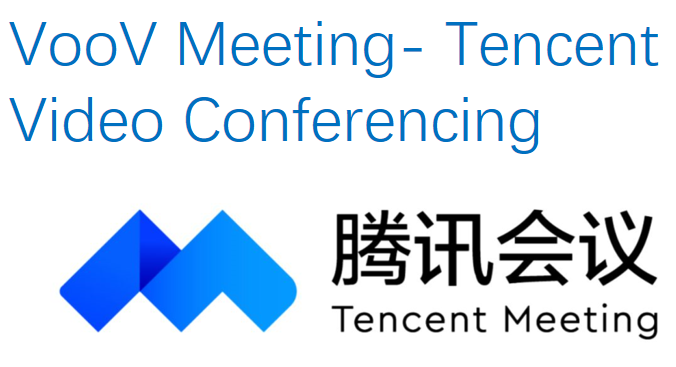 VooV Meeting- Tencent
Video Conferencing
腾讯会议
Tencent Meeting